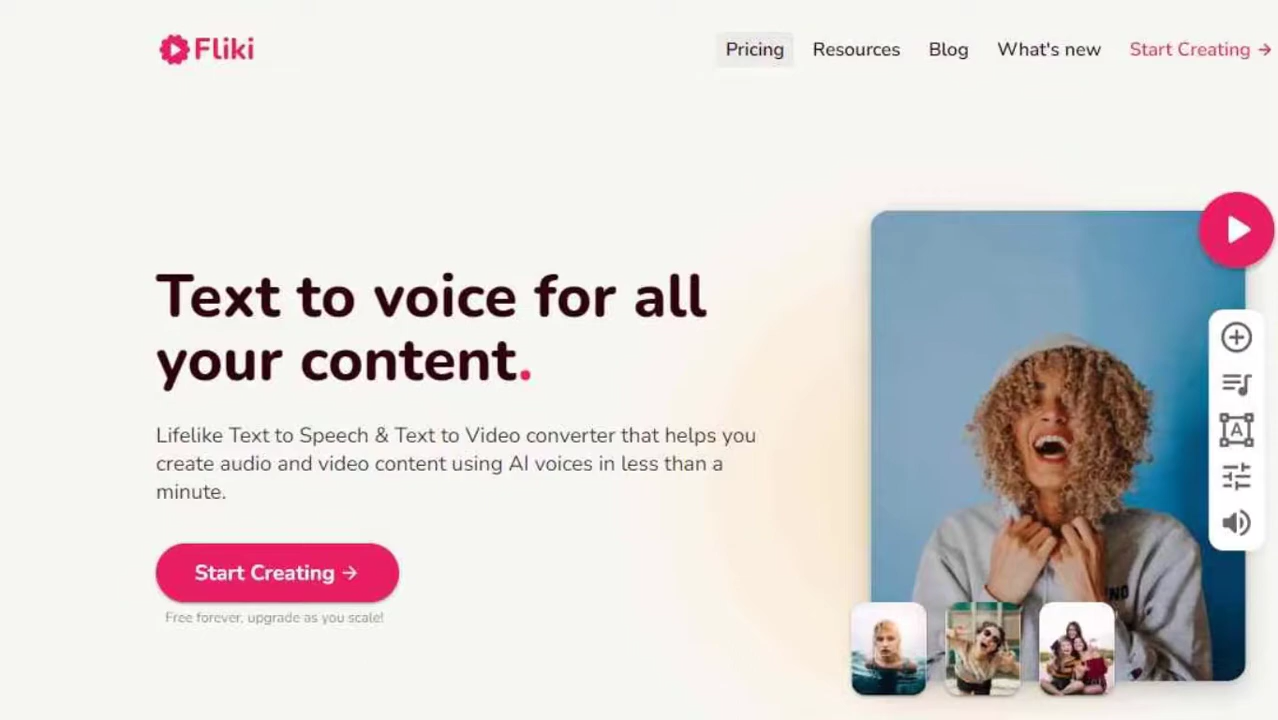 Fliki
Pricing Resources Blog What's new Start Creating →
Text to voice for all
your content.
Lifelike Text to Speech & Text to Video converter that helps you
create audio and video content using AI voices in less than a
minute.
Start Creating →
Free forever, upgrade as you scale!
A